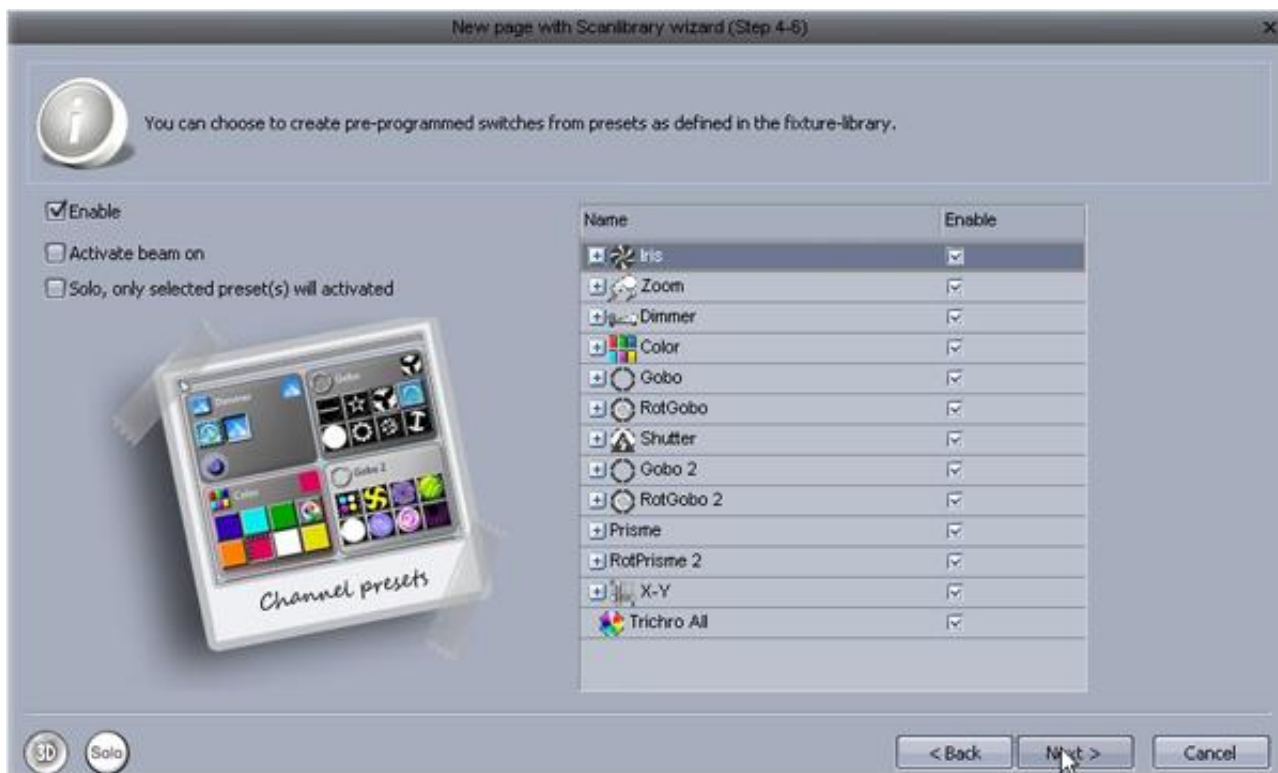 New page with Scanlibrary wizard (Step 4-6)
You can choose to create pre-programmed switches from presets as defined in the fixture-library.
Enable
Activate beam on
Solo, only selected preset(s) will activated
Name Enable
Iris
Zoom
Dimmer
Color
Gobo
RotGobo
Shutter
Gobo 2
RotGobo 2
Prisme
RotPrisme 2
X-Y
Trichro All
Dimmer
Gobo
Color
Gobo 2
Channel presets
3D
Solo
< Back
Next >
Cancel